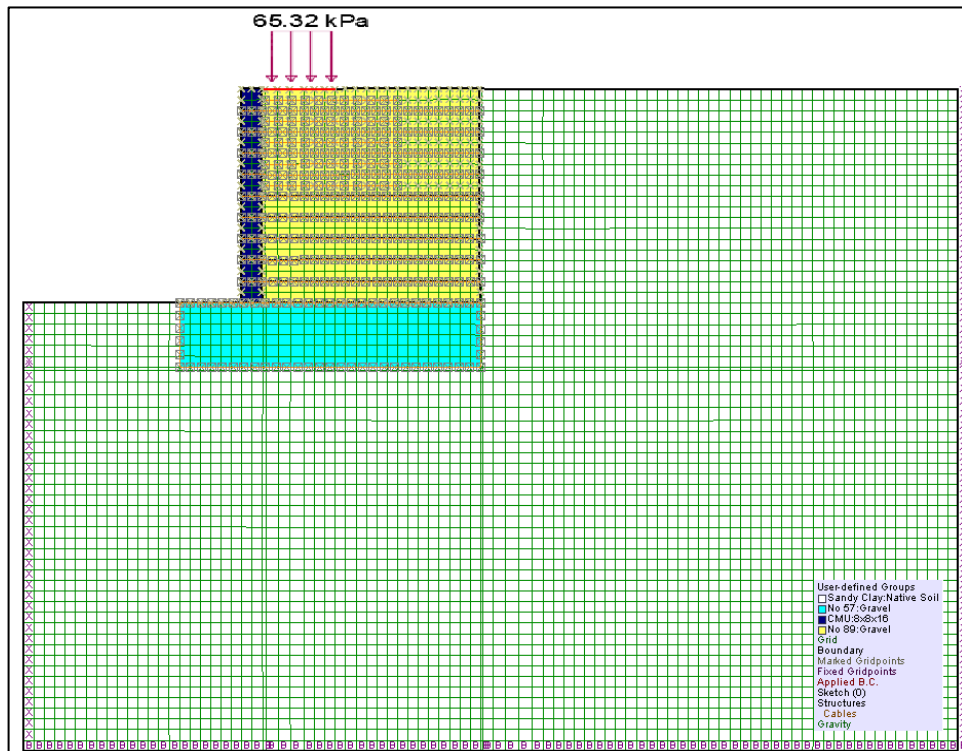 65.32 kPa
User-defined Groups
Sandy Clay:Native Soil
No 57:Gravel
CMU:8x8x16
No 89:Gravel
Grid
Boundary
Marked Gridpoints
Fixed Gridpoints
Applied B.C.
Sketch (0)
Structures
Cables
Gravity